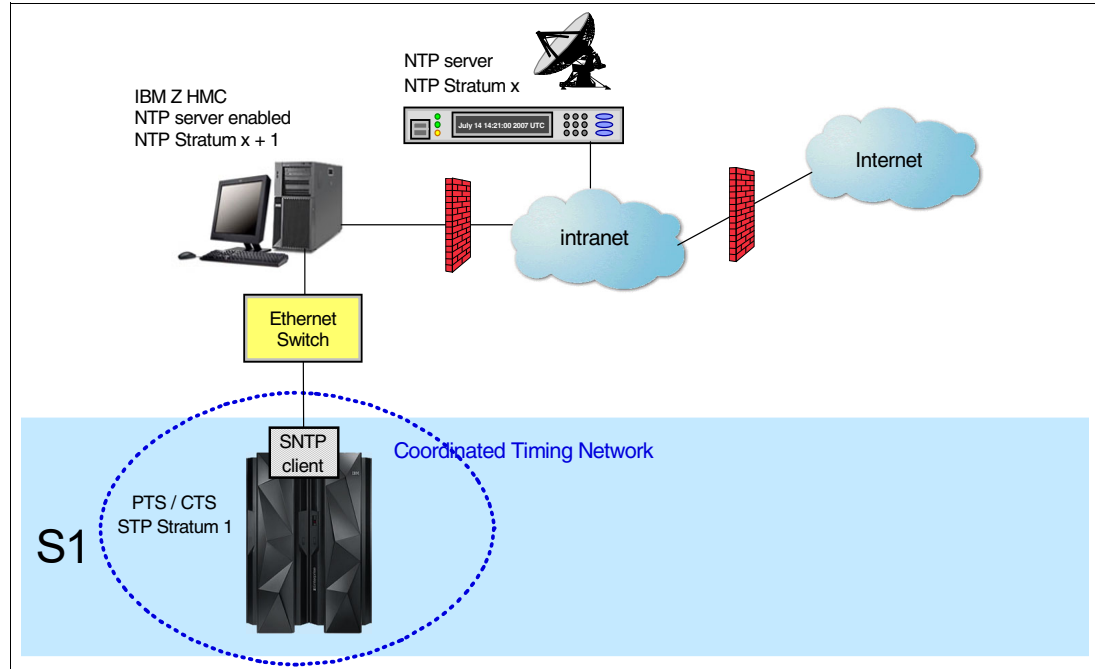 NTP server
NTP Stratum x
IBM Z HMC
NTP server enabled
NTP Stratum x + 1
July 14 14:21:00 2007 UTC
Internet
intranet
Ethernet
Switch
SNTP
client
Coordinated Timing Network
PTS / CTS
STP Stratum 1
S1